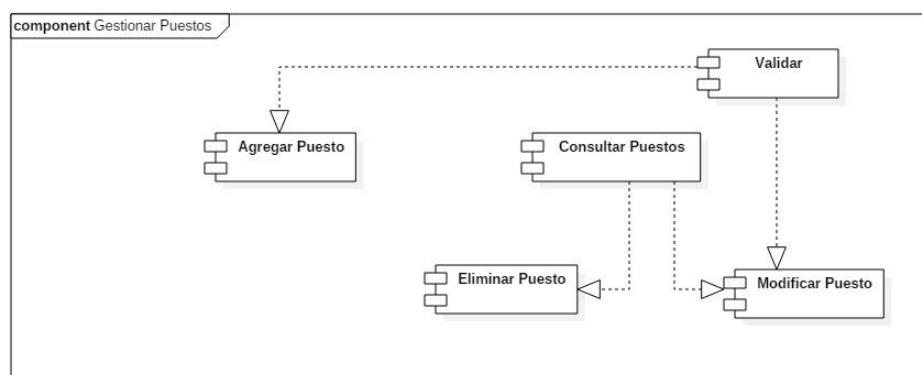 component Gestionar Puestos
Validar
Agregar Puesto
Consultar Puestos
Eliminar Puesto
Modificar Puesto